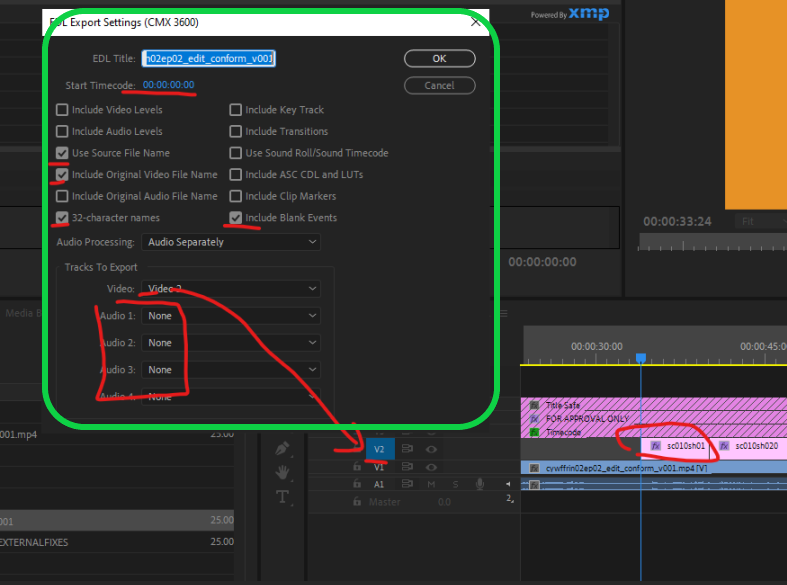 EDL Export Settings (CMX 3600)
Powered By xmp
EDL Title: n02ep02_edit_conform_v001
OK
Start Timecode: 00:00:00:00
Cancel
Include Video Levels
Include Key Track
Include Audio Levels
Include Transitions
Use Source File Name
Use Sound Roll/Sound Timecode
Include Original Video File Name
Include ASC CDL and LUTs
Include Original Audio File Name
Include Clip Markers
32-character names
Include Blank Events
00:00:33:24
Fit
Audio Processing: Audio Separately
00:00:00:00
Tracks To Export
Video: Video 2
Media B
Audio 1: None
Audio 2: None
00:00:30:00
00:00:45:0
Audio 3: None
Audio 4: None
Title Safe
FOR APPROVAL ONLY
Timecode
001.mp4
25.00
V2
sc010sh01
sc010sh020
V1
cvwffrin02ep02_edit_conform_v001.mp4 [V]
A1
M
S
Master
0.0
001
25.00
EXTERNALFIXES
25.00